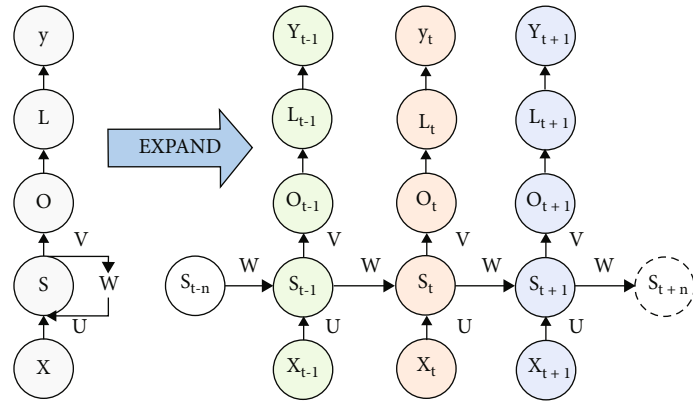 y
L
O
V
S
W
U
X
EXPAND
Y t-1
L t-1
O t-1
V
S t-n
W
S t-1
W
U
X t-1
y t
L t
O t
V
S t
W
U
X t
Y t + 1
L t + 1
O t + 1
V
S t + 1
W
U
X t + 1
S t + n